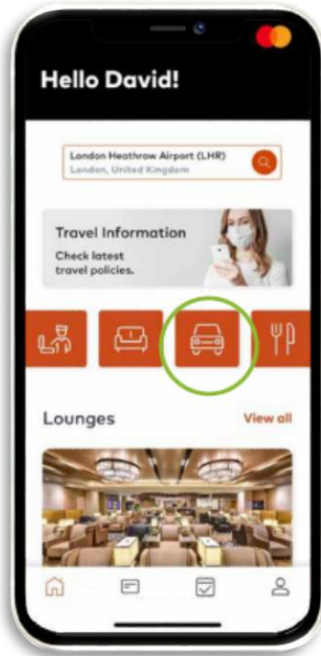 Hello David!
London Heathrow Airport (LHR)
London, United Kingdom
Travel Information
Check latest
travel policies.
Lounges
View all